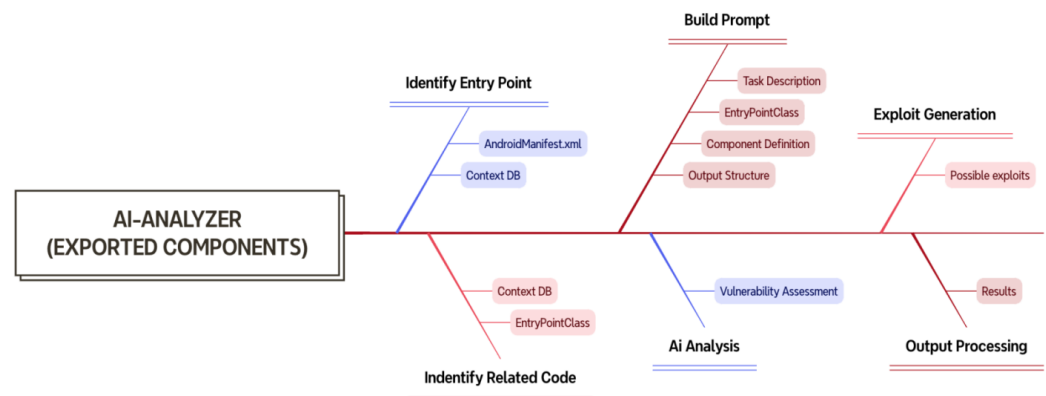 AI-ANALYZER
(EXPORTED COMPONENTS)
Identify Entry Point
AndroidManifest.xml
Context DB
Indentify Related Code
Context DB
EntryPointClass
Build Prompt
Task Description
EntryPointClass
Component Definition
Output Structure
Ai Analysis
Vulnerability Assessment
Exploit Generation
Possible exploits
Output Processing
Results